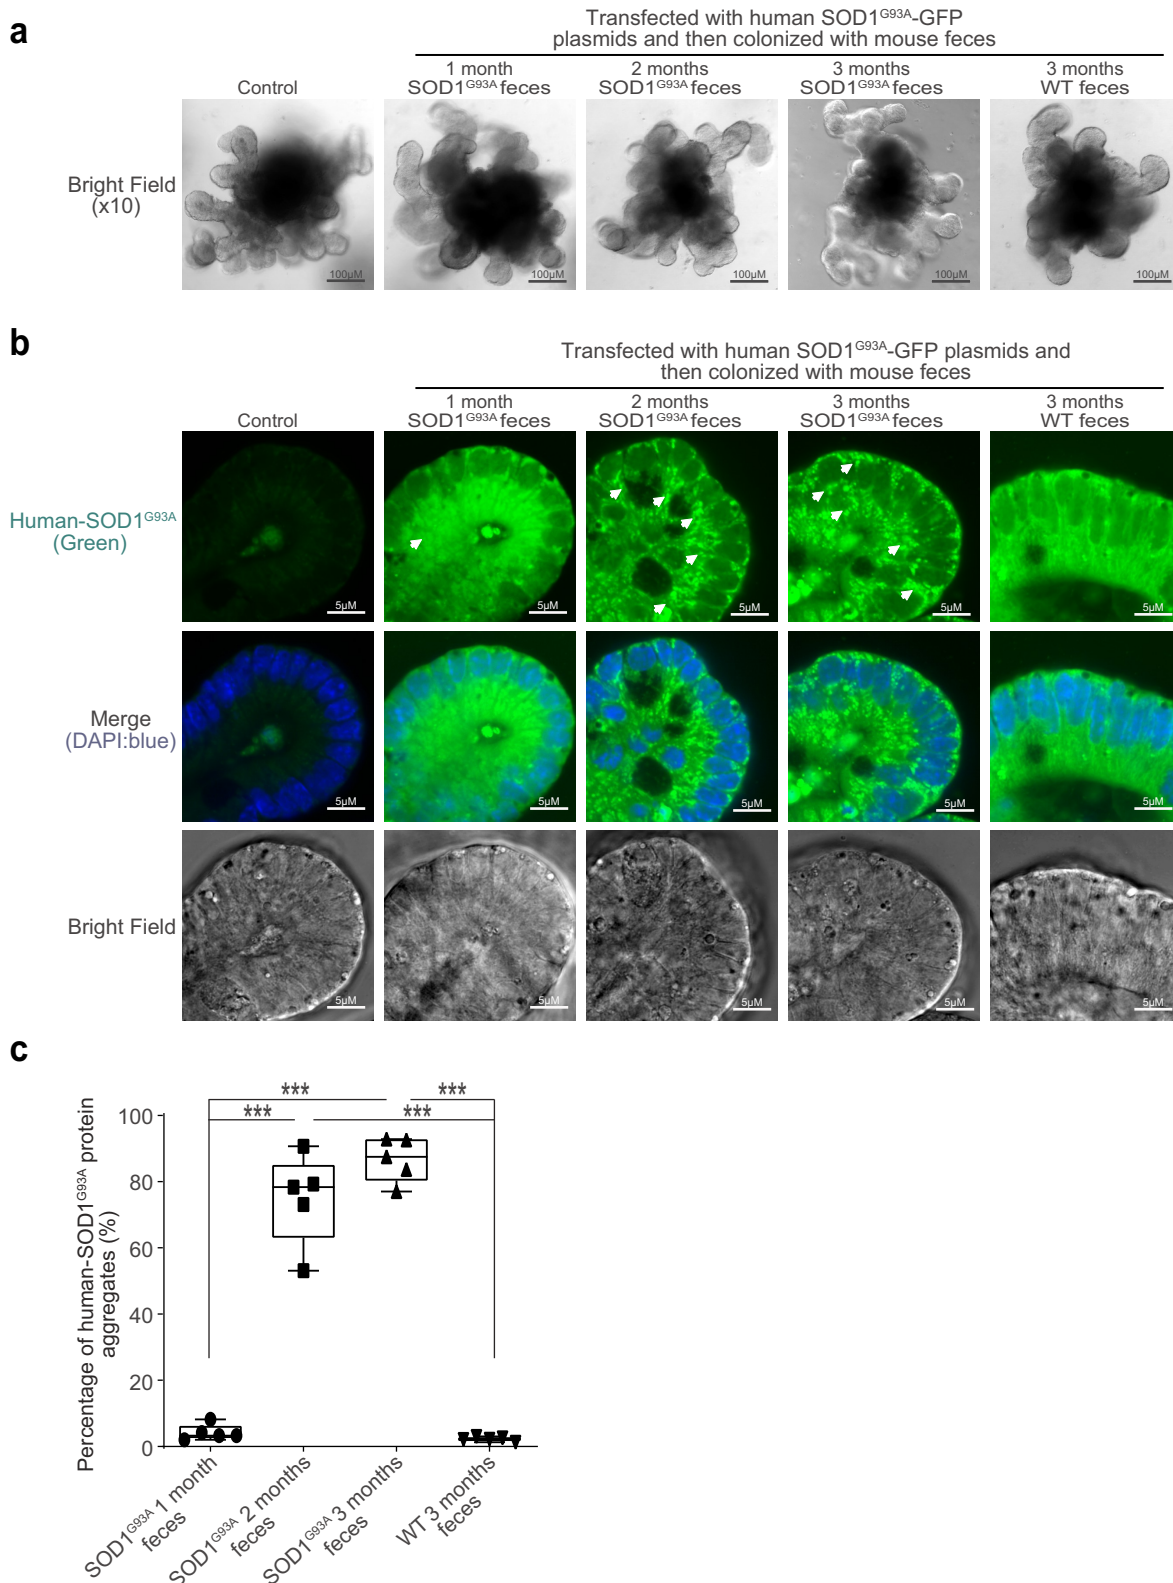 a
Transfected with human SOD1G93A-GFP
plasmids and then colonized with mouse feces
Control
1 month
SOD1G93A feces
2 months
SOD1G93A feces
3 months
SOD1G93A feces
3 months
WT feces
Bright Field
(x10)
100µM
100µM
100µM
100µM
100µM
b
Transfected with human SOD1G93A-GFP plasmids and
then colonized with mouse feces
Control
1 month
SOD1G93A feces
2 months
SOD1G93A feces
3 months
SOD1G93A feces
3 months
WT feces
Human-SOD1G93A
(Green)
5µM
5µM
5µM
5µM
5µM
Merge
(DAPI:blue)
5µM
5µM
5µM
5µM
5µM
Bright Field
5µM
5µM
5µM
5µM
5µM
c
Percentage of human-SOD1G93A protein
aggregates (%)
100
80
60
40
20
0
***
***
***
***
SOD1G93A 1 month
feces
SOD1G93A 2 months
feces
SOD1G93A 3 months
feces
WT 3 months
feces